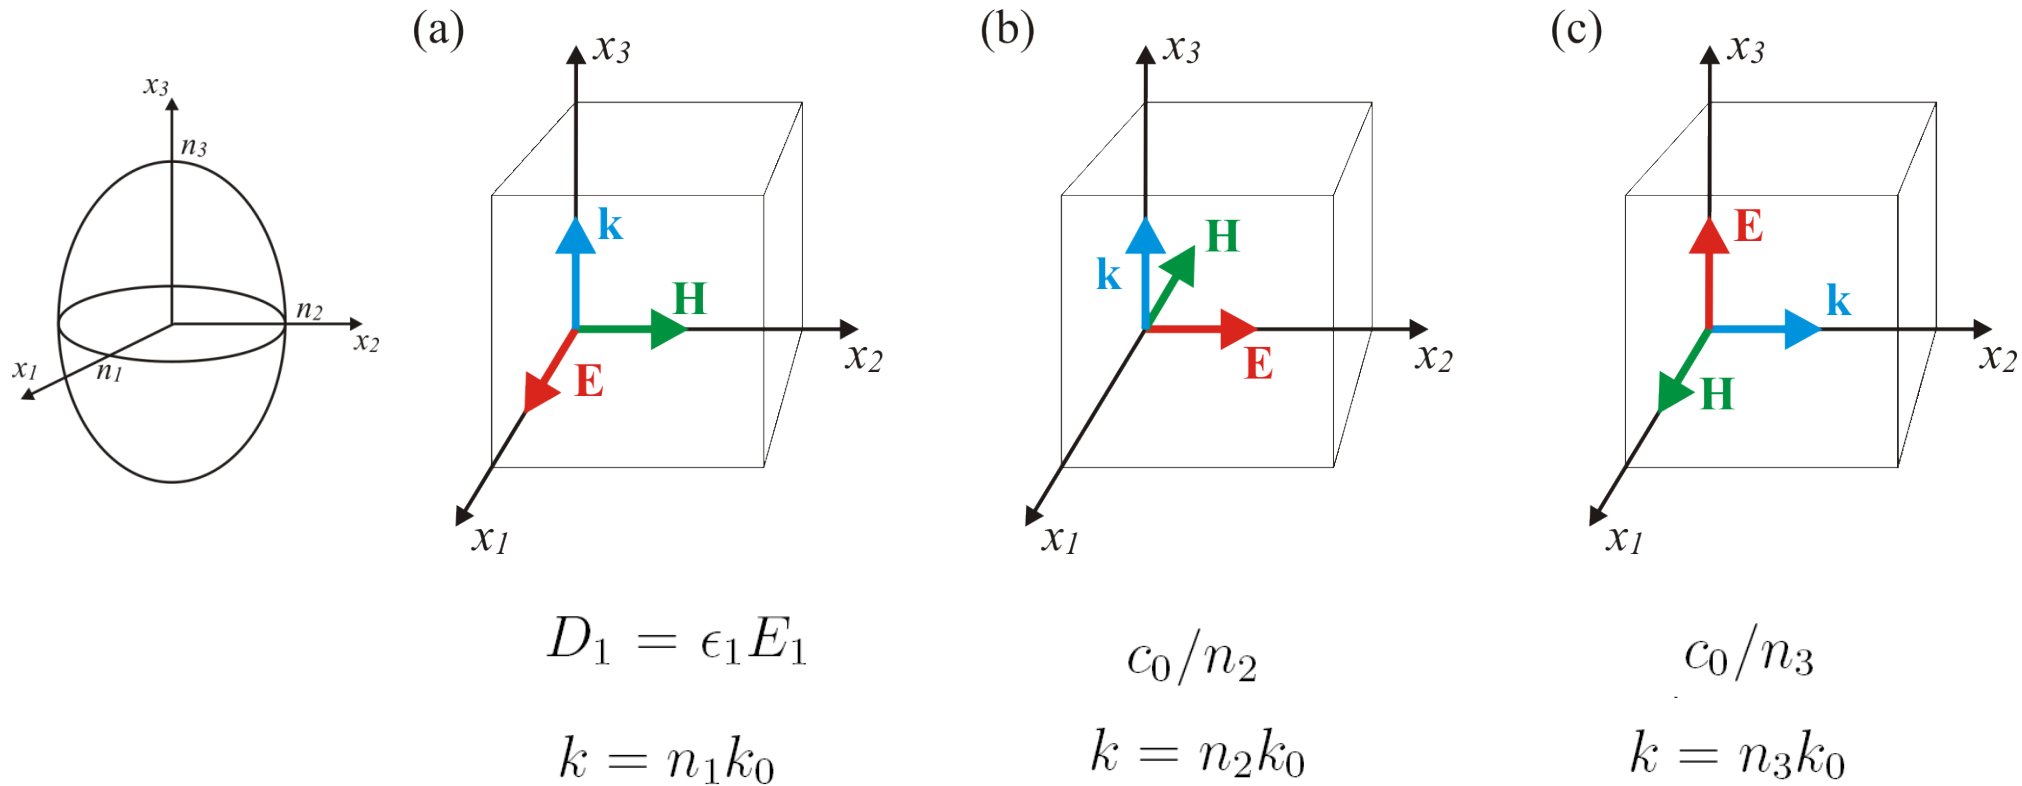 (a) (b) (c)
x₃ x₃ x₃
x₃
n₃
k H E
k E k
H
n₂
x₂
x₁ n₁
E H
x₂ x₂ x₂
x₁ x₁ x₁
D₁ = ϵ₁E₁ c₀/n₂ c₀/n₃
k = n₁k₀ k = n₂k₀ k = n₃k₀